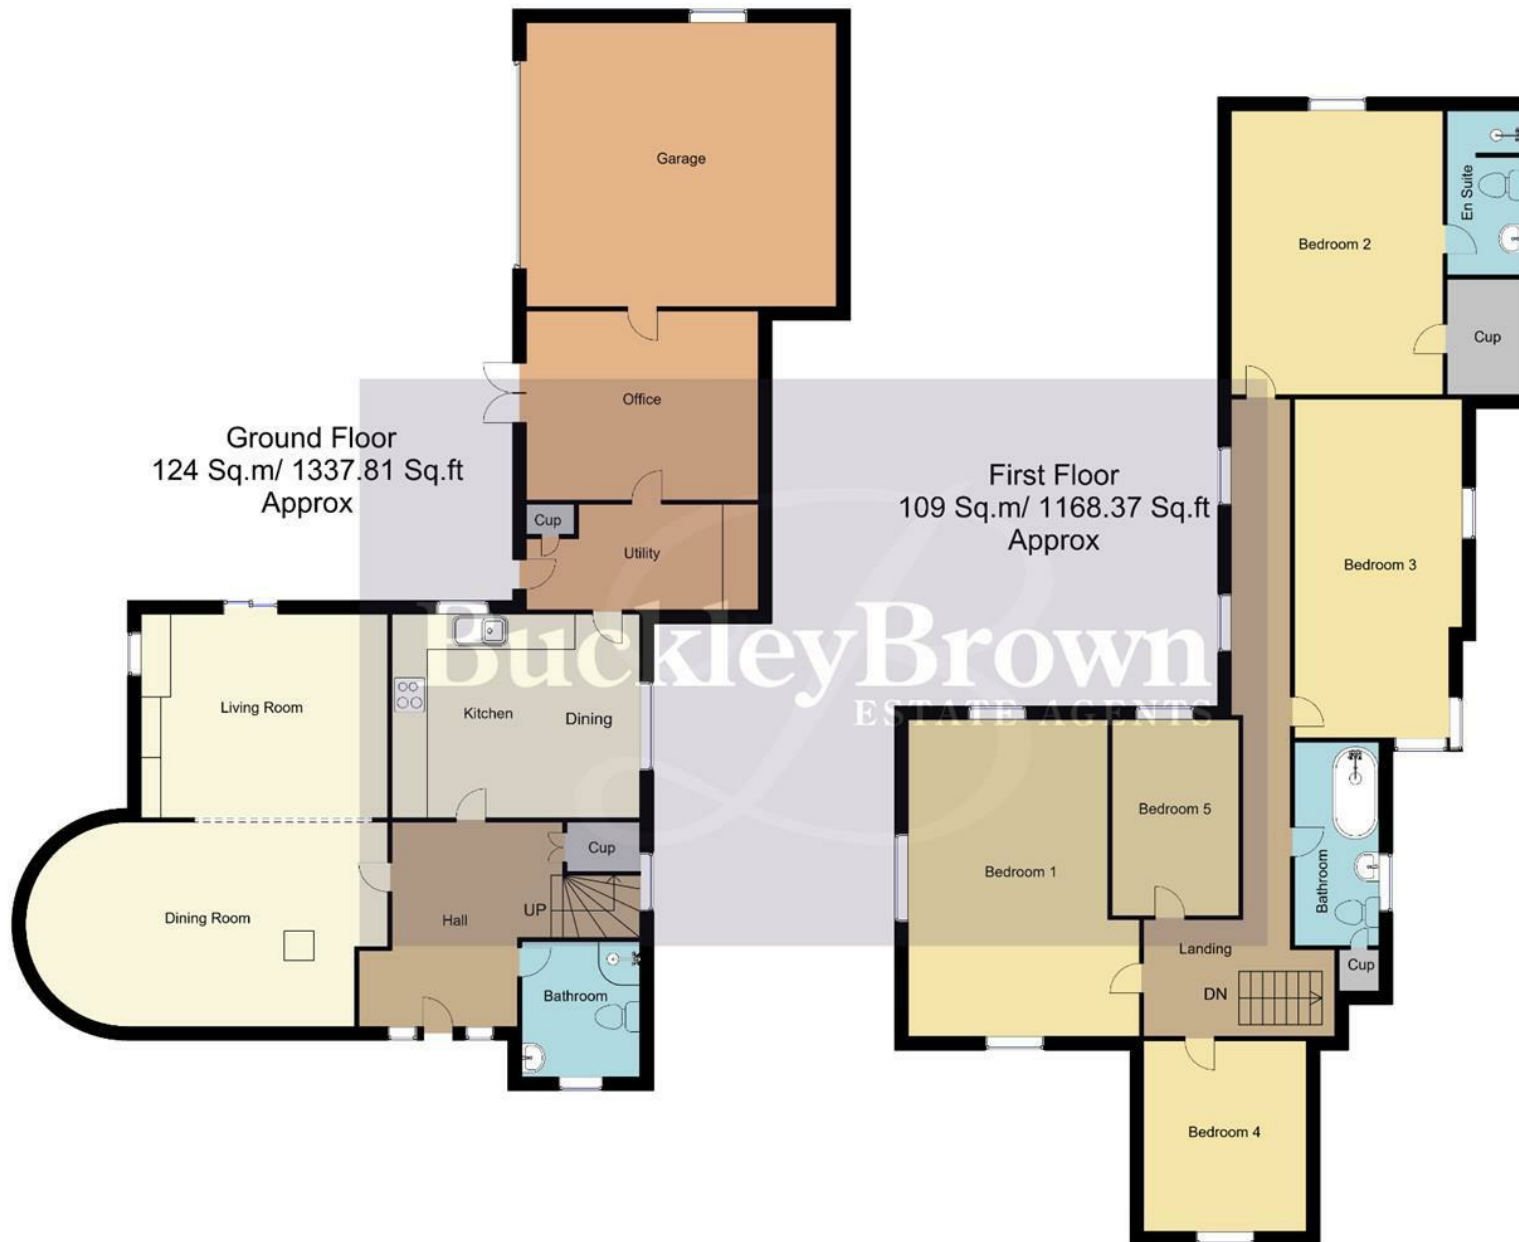 Garage
Office
Ground Floor
124 Sq.m/ 1337.81 Sq.ft
Approx
Cup
Utility
Living Room
Kitchen
Dining
Dining Room
Hall
Cup
UP
Bathroom
Bedroom 2
En Suite
Cup
First Floor
109 Sq.m/ 1168.37 Sq.ft
Approx
Bedroom 3
BuckleyBrown
ESTATE AGENTS
Bedroom 5
Bedroom 1
Bathroom
Landing
Cup
DN
Bedroom 4